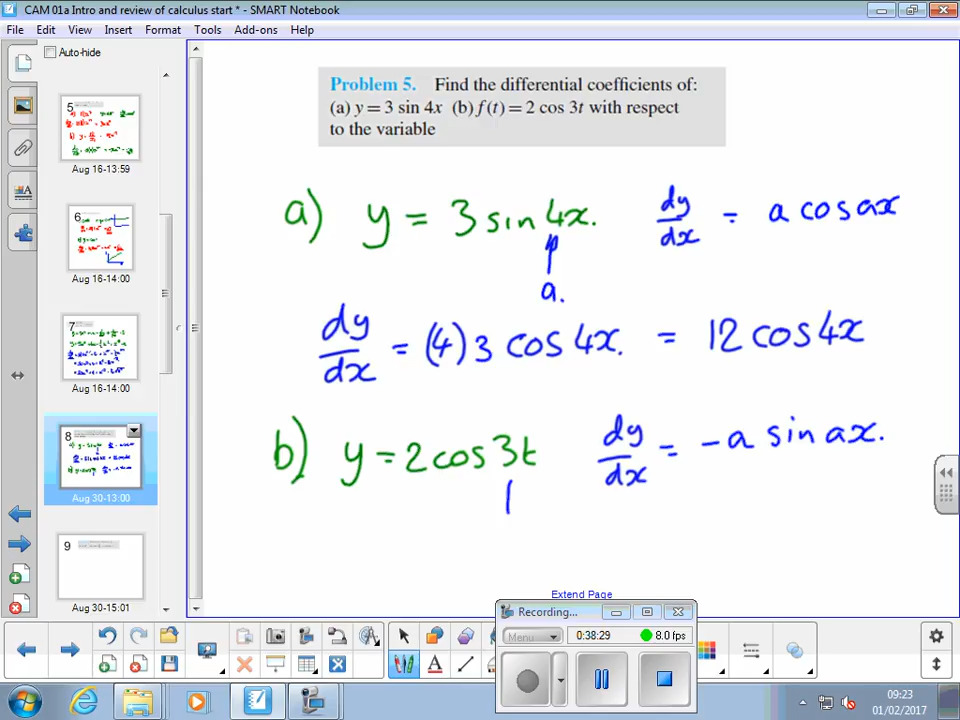 CAM 01a Intro and review of calculus start * - SMART Notebook
File Edit View Insert Format Tools Add-ons Help
Auto-hide
5
Aug 16-13:59
6
Aug 16-14:00
7
Aug 16-14:00
8
Aug 30-13:00
9
Aug 30-15:01
Problem 5. Find the differential coefficients of:
(a) y = 3 sin 4x (b) f(t) = 2 cos 3t with respect
to the variable
a) y = 3 sin 4x. dy/dx = a cos ax
a.
dy/dx = (4) 3 cos 4x. = 12 cos 4x
b) y = 2 cos 3t dy/dx = -a sin ax.
Extend Page
Recording...
Menu 0:38:29 8.0 fps
A
09:23
01/02/2017